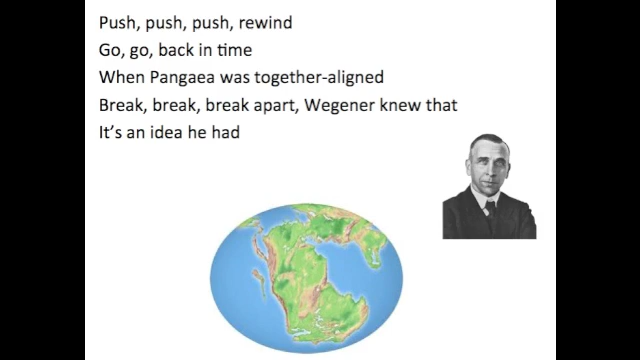 Push, push, push, rewind
Go, go, back in time
When Pangaea was together-aligned
Break, break, break apart, Wegener knew that
It's an idea he had